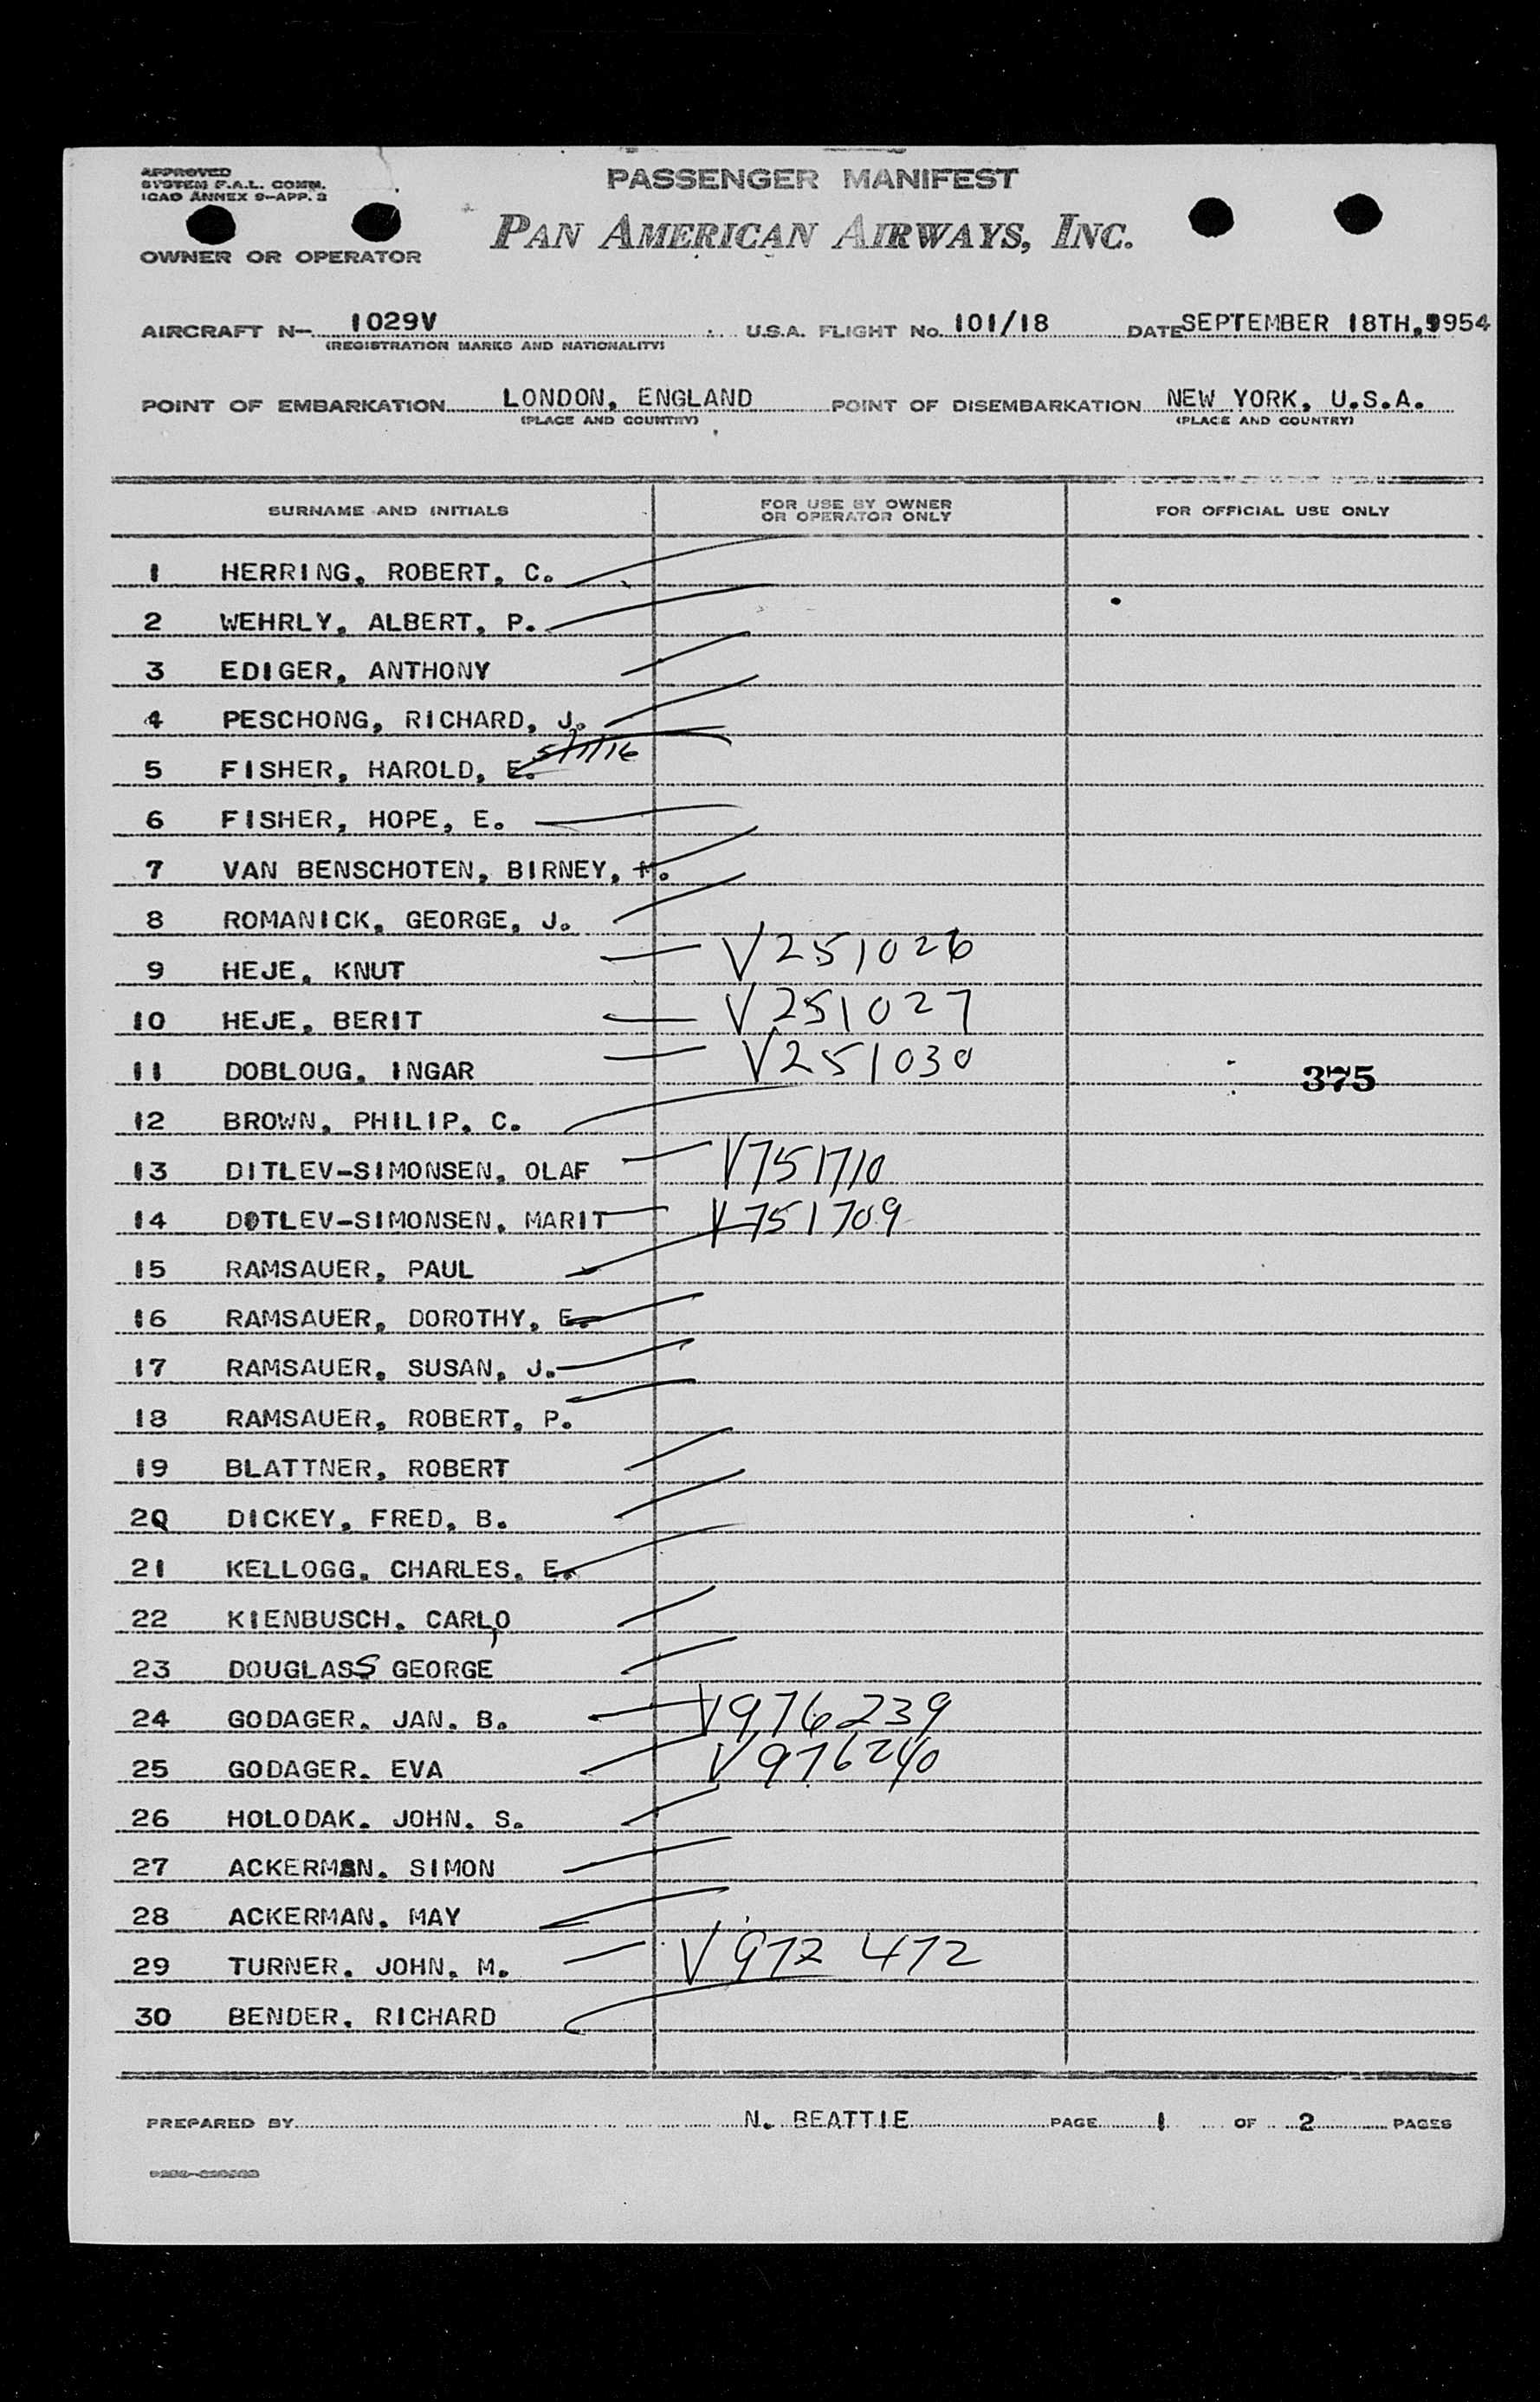 APPROVED
SYSTEM F.A.L. COMM.
ICAO ANNEX 9-APP. 3
PASSENGER MANIFEST
PAN AMERICAN AIRWAYS, INC.
OWNER OR OPERATOR
AIRCRAFT N- 1029V U.S.A. FLIGHT No. 101/18 DATE SEPTEMBER 18TH, 1954
(REGISTRATION MARKS AND NATIONALITY)
POINT OF EMBARKATION LONDON, ENGLAND POINT OF DISEMBARKATION NEW YORK, U.S.A.
(PLACE AND COUNTRY) (PLACE AND COUNTRY)
SURNAME AND INITIALS FOR USE BY OWNER OR OPERATOR ONLY FOR OFFICIAL USE ONLY
1 HERRING, ROBERT, C.
2 WEHRLY, ALBERT, P.
3 EDIGER, ANTHONY
4 PESCHONG, RICHARD, J.
5 FISHER, HAROLD, E. 5/1/16
6 FISHER, HOPE, E.
7 VAN BENSCHOTEN, BIRNEY, M.
8 ROMANICK, GEORGE, J.
9 HEJE, KNUT V251026
10 HEJE, BERIT V251027
11 DOBLOUG, INGAR V251030 375
12 BROWN, PHILIP, C.
13 DITLEV-SIMONSEN, OLAF V751710
14 DITLEV-SIMONSEN, MARIT V751709
15 RAMSAUER, PAUL
16 RAMSAUER, DOROTHY, E.
17 RAMSAUER, SUSAN, J.
18 RAMSAUER, ROBERT, P.
19 BLATTNER, ROBERT
20 DICKEY, FRED, B.
21 KELLOGG, CHARLES, E.
22 KIENBUSCH, CARLO
23 DOUGLASS, GEORGE
24 GODAGER, JAN, B. V976239
25 GODAGER, EVA V976240
26 HOLODAK, JOHN, S.
27 ACKERMAN, SIMON
28 ACKERMAN, MAY
29 TURNER, JOHN, M. V972 472
30 BENDER, RICHARD
PREPARED BY N. BEATTIE PAGE 1 OF 2 PAGES